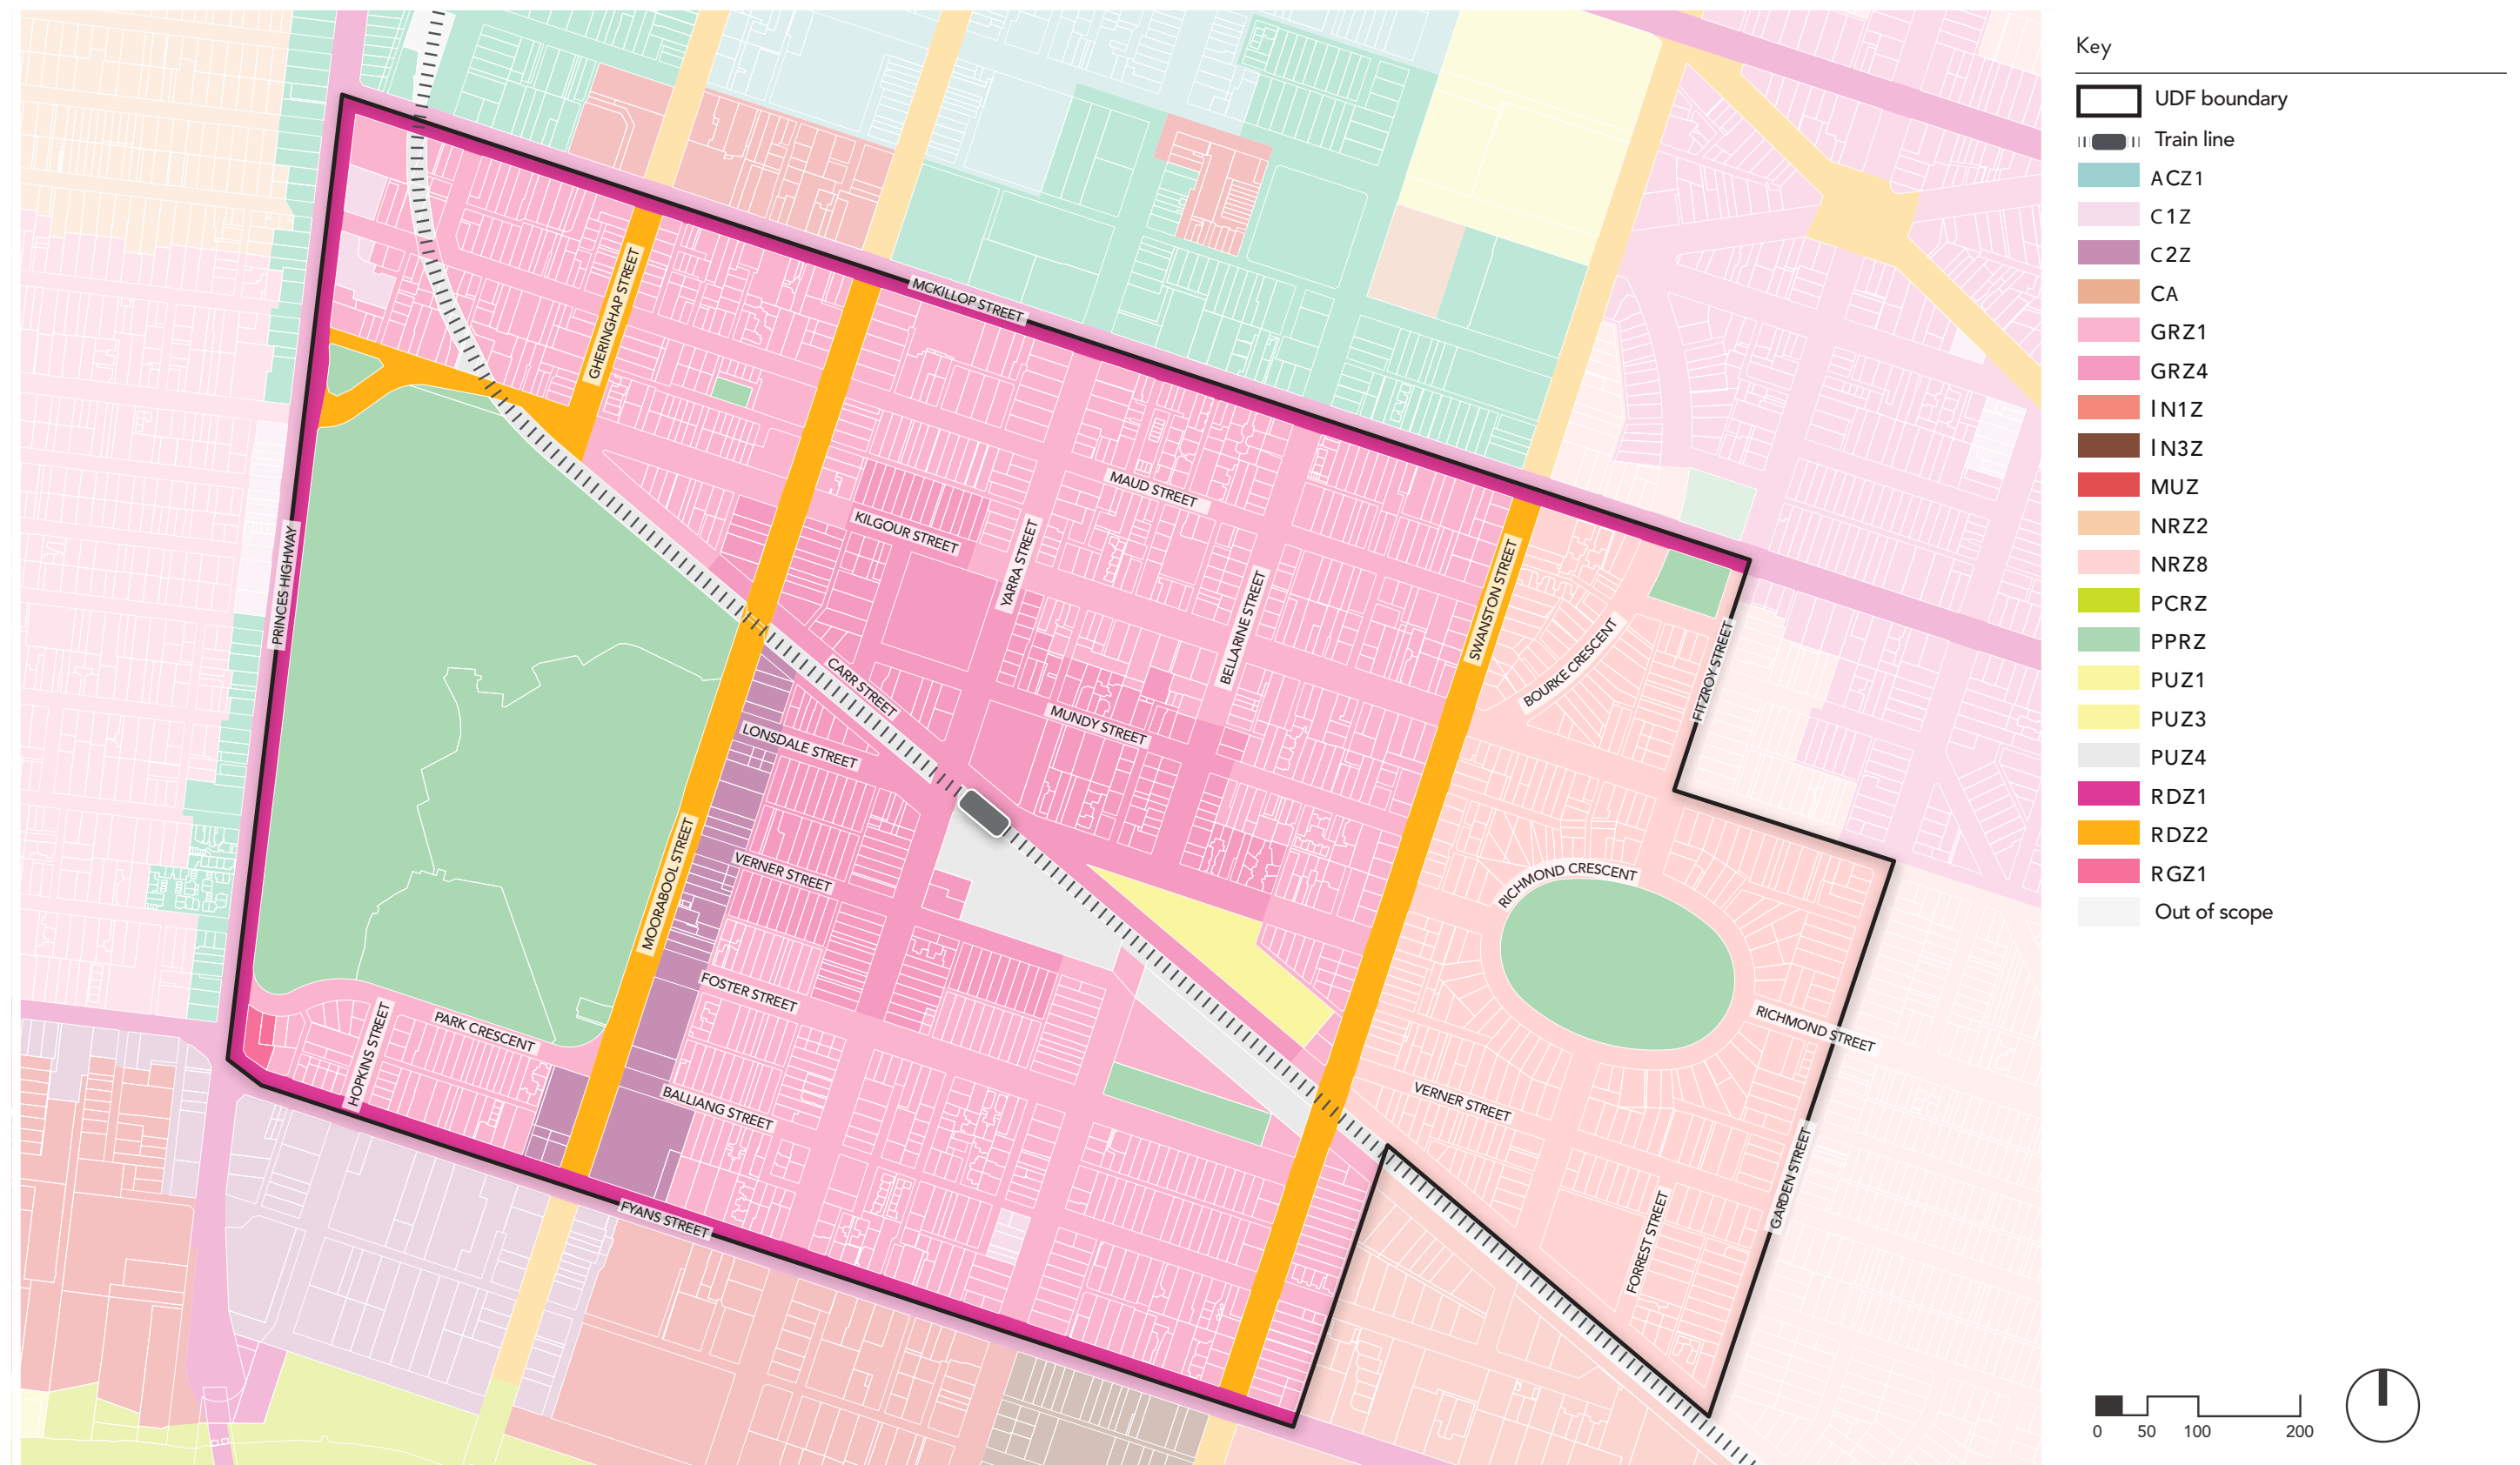 Key
UDF boundary
Train line
ACZ1
C1Z
C2Z
CA
GRZ1
GRZ4
IN1Z
IN3Z
MUZ
NRZ2
NRZ8
PCRZ
PPRZ
PUZ1
PUZ3
PUZ4
RDZ1
RDZ2
RGZ1
Out of scope
0 50 100 200
GHERINGHAP STREET
MCKILLOP STREET
MAUD STREET
KILGOUR STREET
YARRA STREET
PRINCES HIGHWAY
BELLARINE STREET
SWANSTON STREET
BOURKE CRESCENT
FITZROY STREET
CARR STREET
MUNDY STREET
LONSDALE STREET
MOORABOOL STREET
VERNER STREET
RICHMOND CRESCENT
FOSTER STREET
RICHMOND STREET
PARK CRESCENT
HOPKINS STREET
BALLIANG STREET
VERNER STREET
GARDEN STREET
FORREST STREET
FYANS STREET